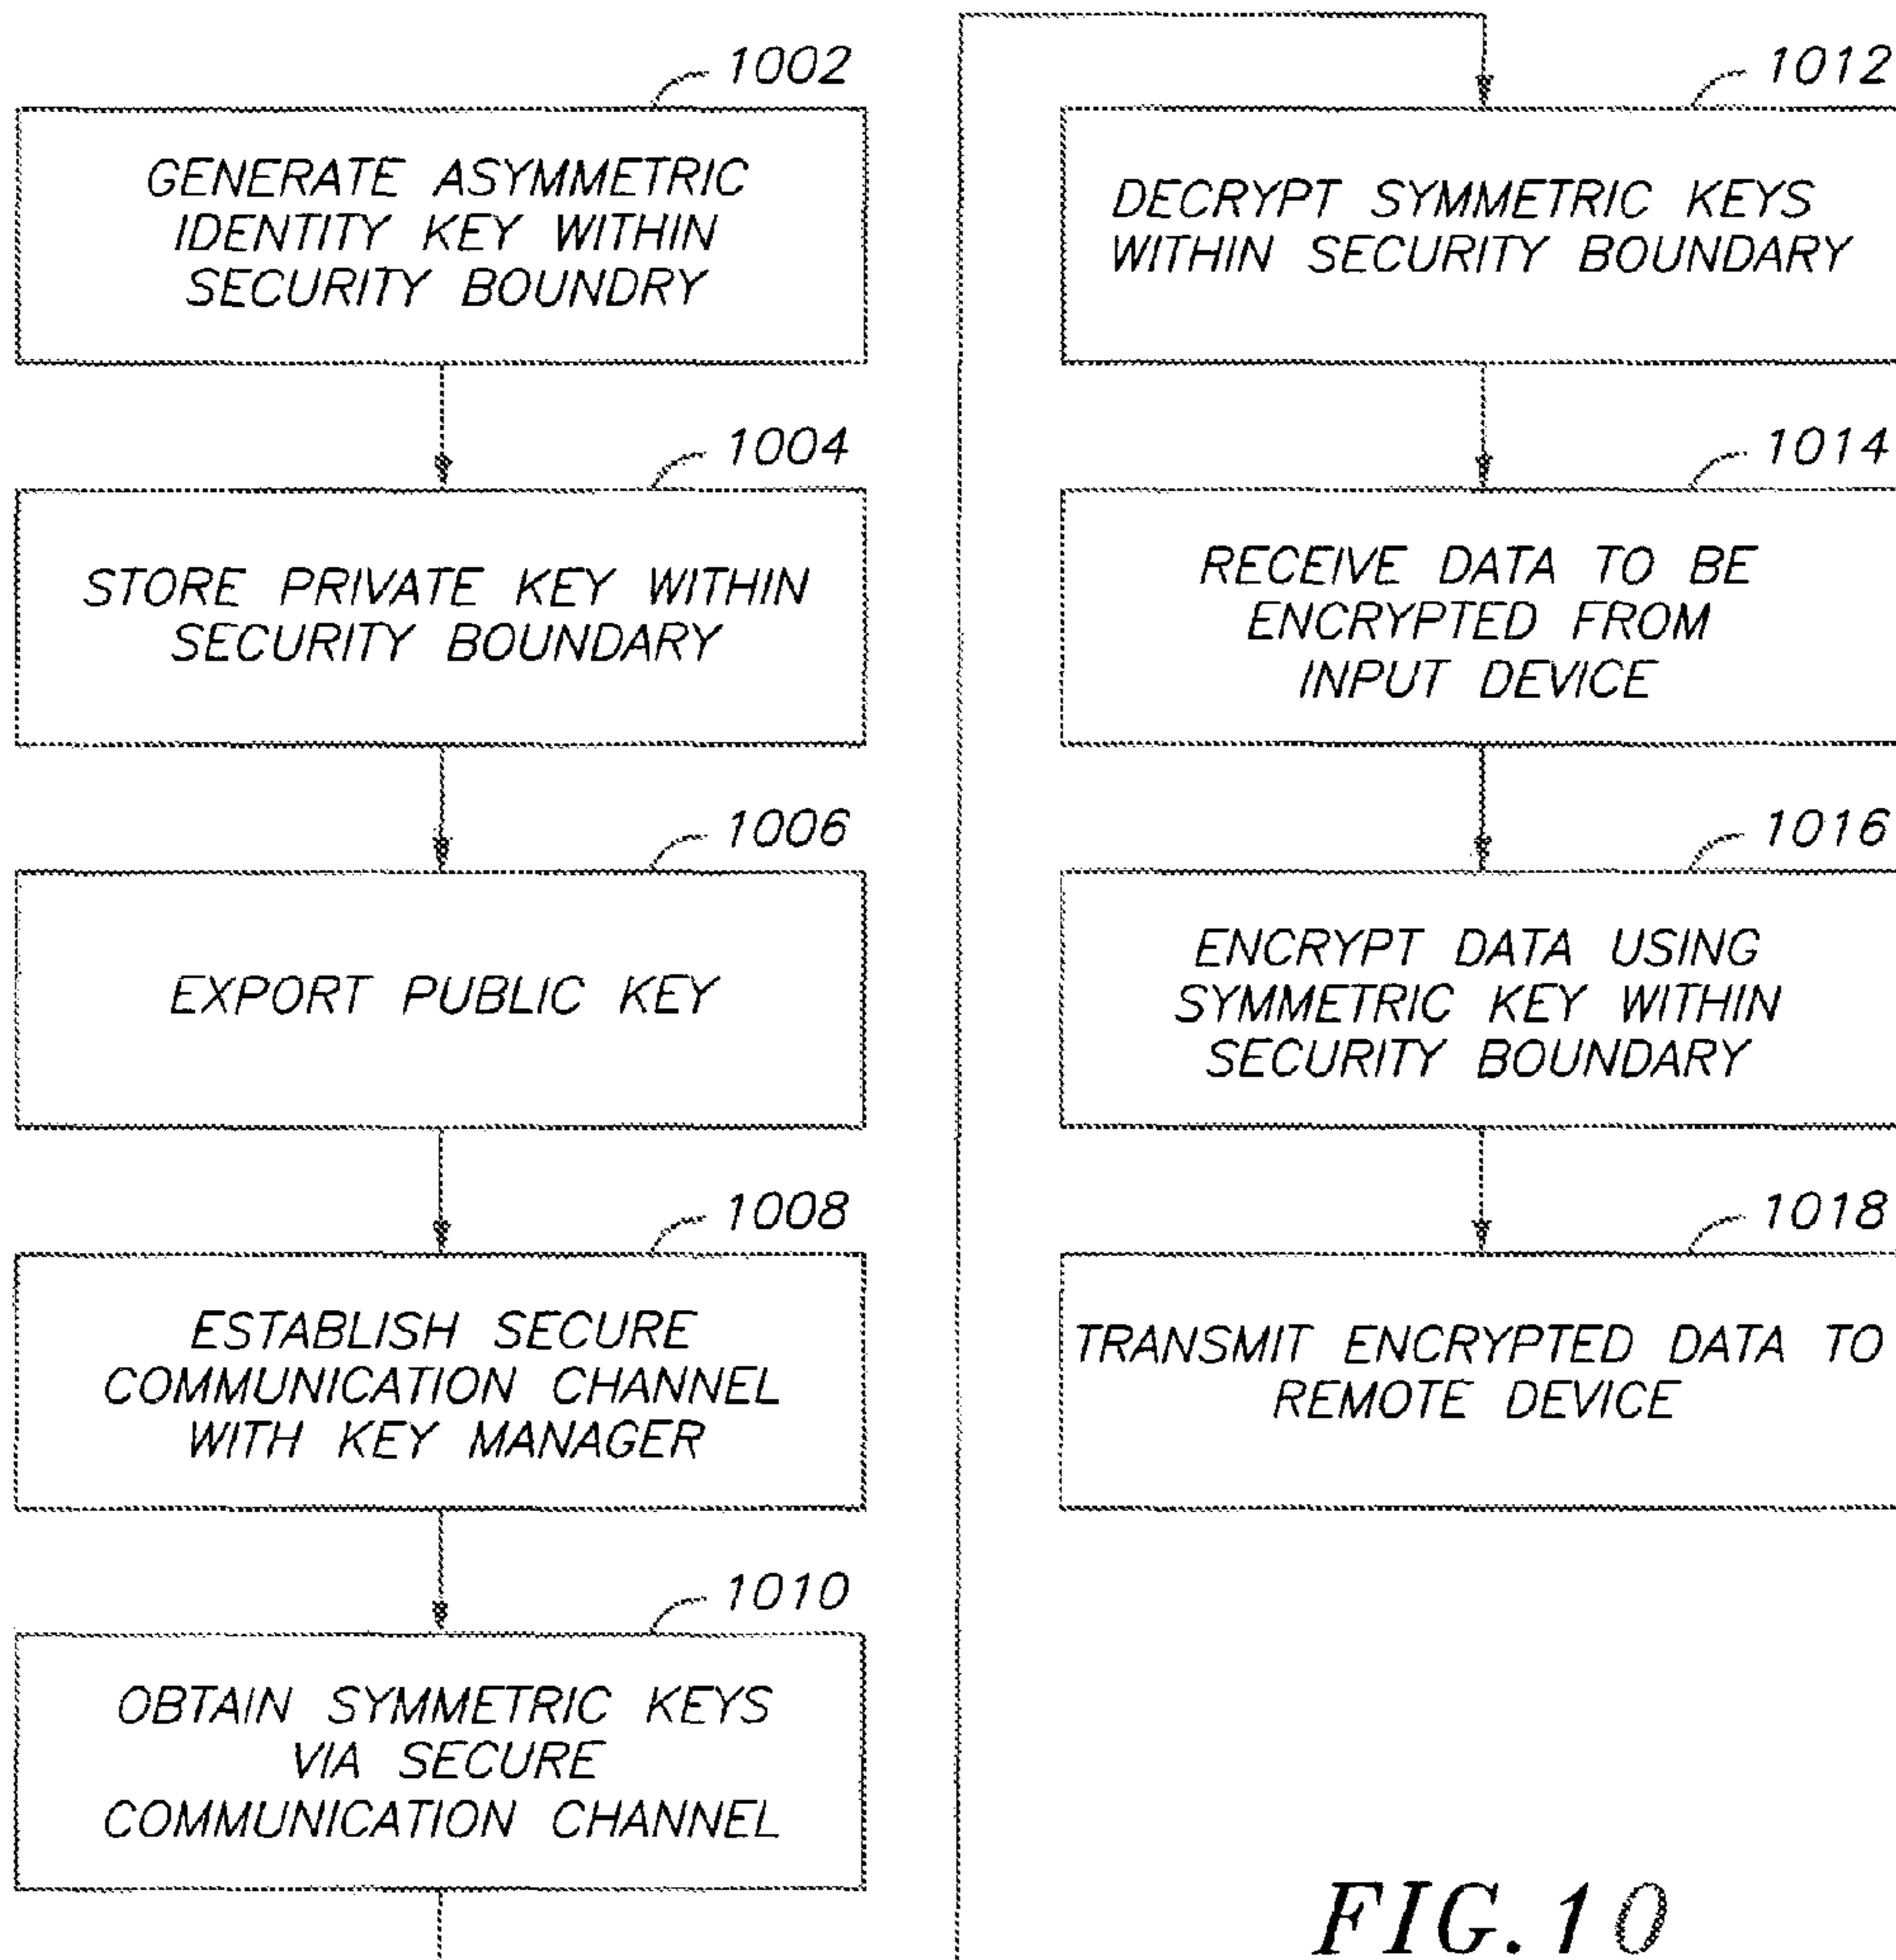 1002
GENERATE ASYMMETRIC
IDENTITY KEY WITHIN
SECURITY BOUNDRY
1004
STORE PRIVATE KEY WITHIN
SECURITY BOUNDARY
1006
EXPORT PUBLIC KEY
1008
ESTABLISH SECURE
COMMUNICATION CHANNEL
WITH KEY MANAGER
1010
OBTAIN SYMMETRIC KEYS
VIA SECURE
COMMUNICATION CHANNEL
1012
DECRYPT SYMMETRIC KEYS
WITHIN SECURITY BOUNDARY
1014
RECEIVE DATA TO BE
ENCRYPTED FROM
INPUT DEVICE
1016
ENCRYPT DATA USING
SYMMETRIC KEY WITHIN
SECURITY BOUNDARY
1018
TRANSMIT ENCRYPTED DATA TO
REMOTE DEVICE
FIG.10